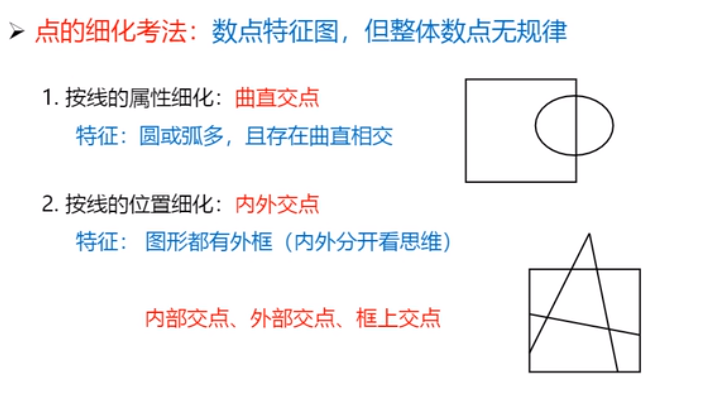 点的细化考法：数点特征图，但整体数点无规律
1. 按线的属性细化：曲直交点
特征：圆或弧多，且存在曲直相交
2. 按线的位置细化：内外交点
特征： 图形都有外框（内外分开看思维）
内部交点、外部交点、框上交点